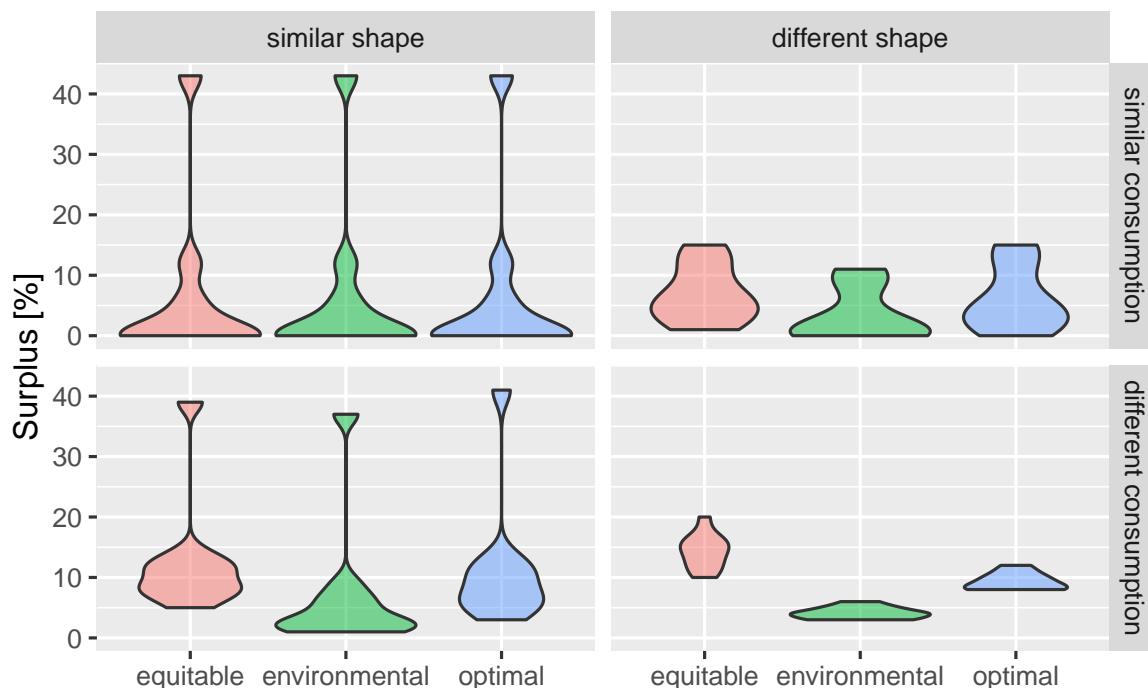 similar shape
different shape
Surplus [%]
40
30
20
10
0
similar consumption
40
30
20
10
0
different consumption
equitable
environmental
optimal
equitable
environmental
optimal